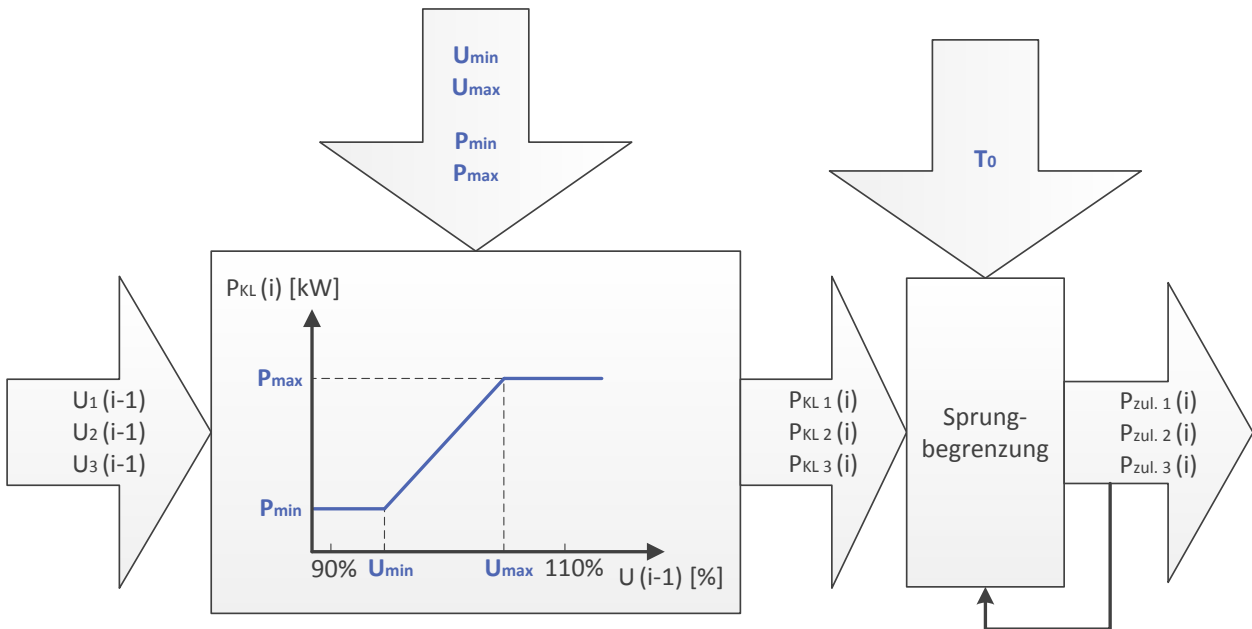 Umin
Umax
Pmin
Pmax
T0
U1 (i-1)
U2 (i-1)
U3 (i-1)
PKL (i) [kW]
Pmax
Pmin
90%
Umin
Umax
110%
U (i-1) [%]
PKL 1 (i)
PKL 2 (i)
PKL 3 (i)
Sprung-
begrenzung
Pzul. 1 (i)
Pzul. 2 (i)
Pzul. 3 (i)